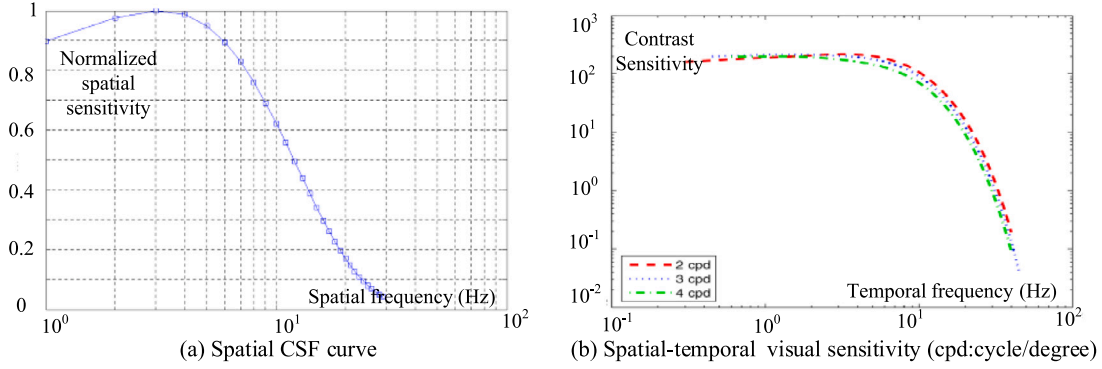 1
0.8
0.6
0.4
0.2
0
Normalized
spatial
sensitivity
Spatial frequency (Hz)
10⁰
10¹
10²
(a) Spatial CSF curve
Contrast
Sensitivity
10³
10²
10¹
10⁰
10⁻¹
10⁻²
2 cpd
3 cpd
4 cpd
Temporal frequency (Hz)
10⁻¹
10⁰
10¹
10²
(b) Spatial-temporal visual sensitivity (cpd:cycle/degree)